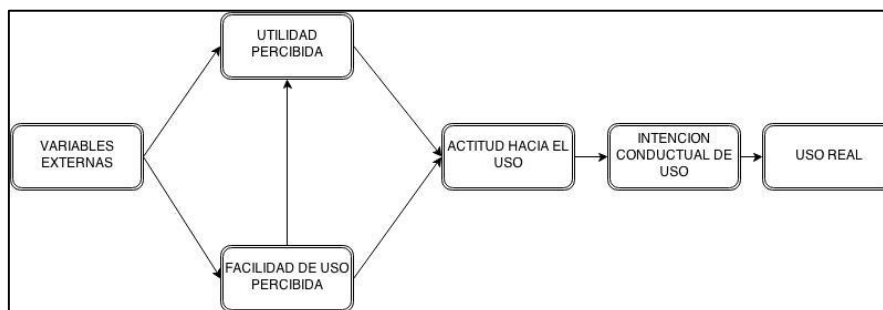 UTILIDAD
PERCIBIDA
VARIABLES
EXTERNAS
ACTITUD HACIA EL
USO
INTENCION
CONDUCTUAL DE
USO
USO REAL
FACILIDAD DE USO
PERCIBIDA